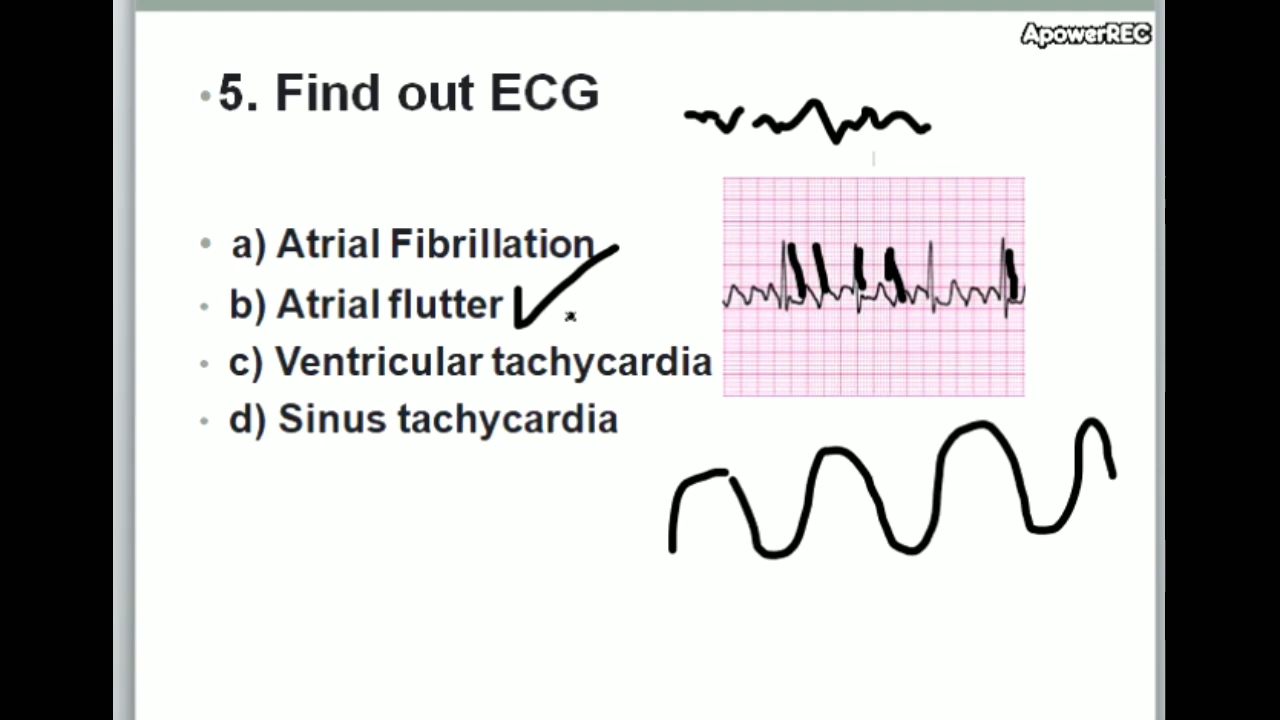 ApowerREC
• 5. Find out ECG
• a) Atrial Fibrillation
• b) Atrial flutter
• c) Ventricular tachycardia
• d) Sinus tachycardia